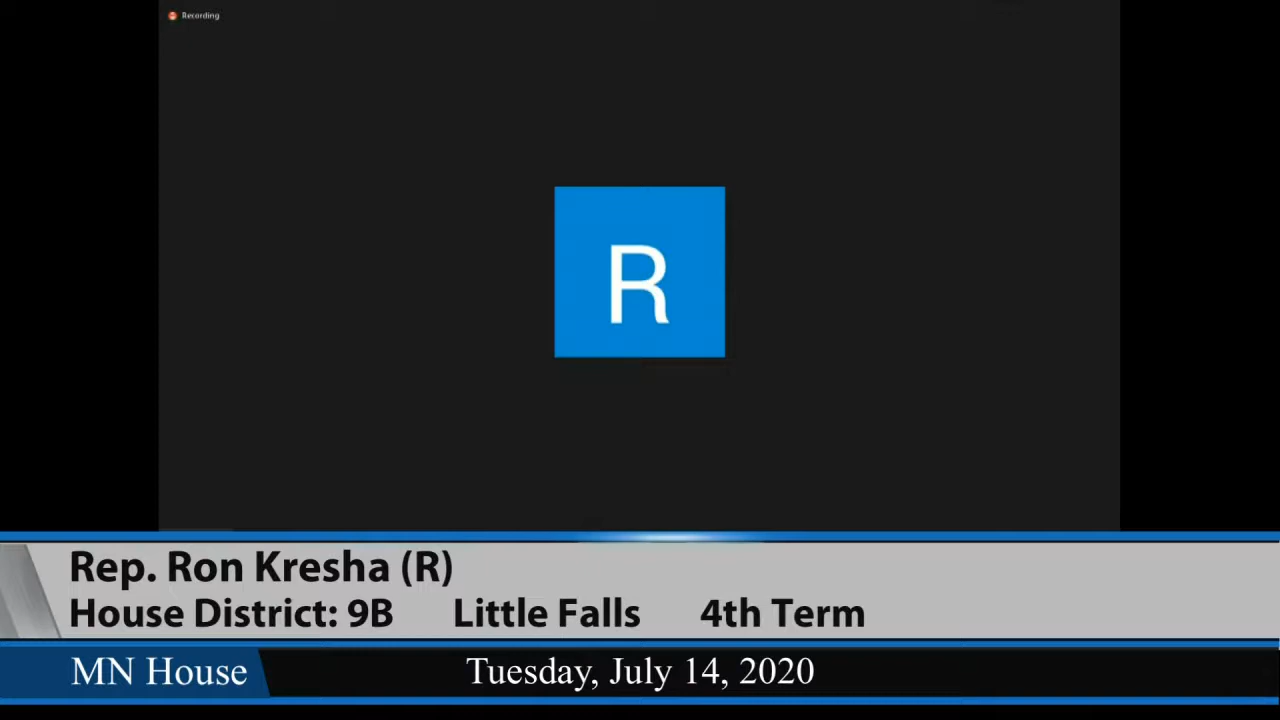 Recording
R
Rep. Ron Kresha (R)
House District: 9B Little Falls 4th Term
MN House Tuesday, July 14, 2020